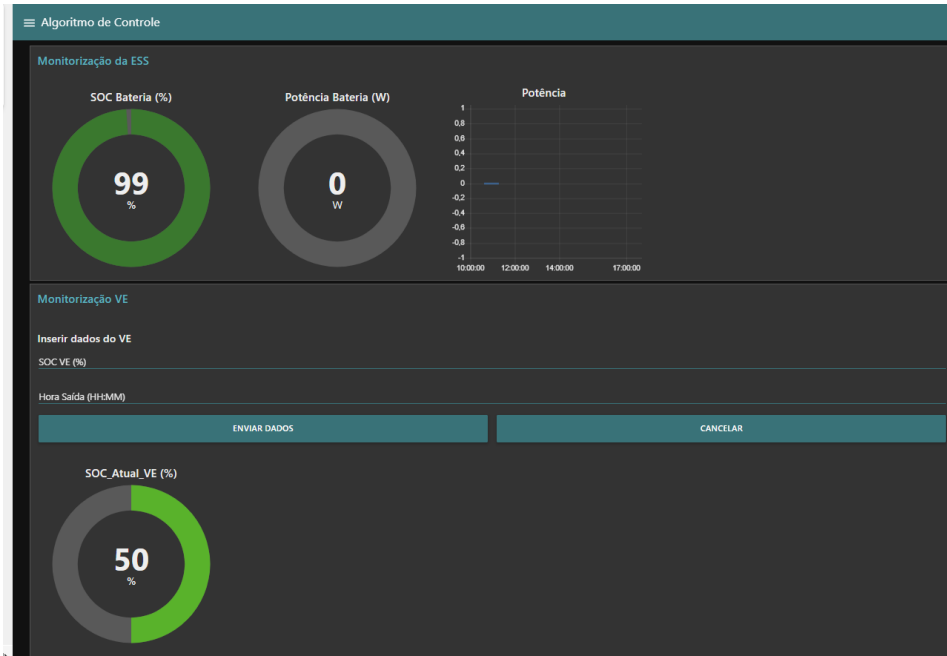 Algoritmo de Controle
Monitorização da ESS
SOC Bateria (%)
99
%
Potência Bateria (W)
0
W
Potência
1
0,8
0,6
0,4
0,2
0
-0,2
-0,4
-0,6
-0,8
-1
10:00:00 12:00:00 14:00:00 17:00:00
Monitorização VE
Inserir dados do VE
SOC VE (%)
Hora Saída (HH:MM)
ENVIAR DADOS CANCELAR
SOC_Atual_VE (%)
50
%